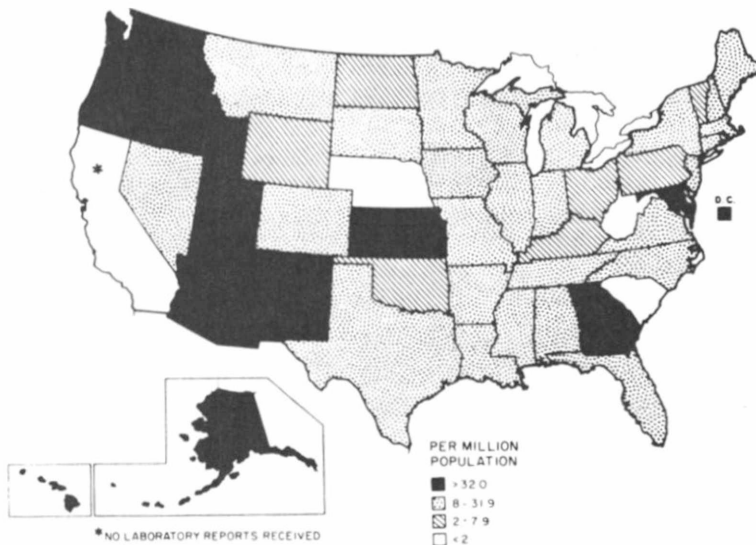 *
D.C.
PER MILLION
POPULATION
>32.0
8-31.9
2-7.9
<2
*NO LABORATORY REPORTS RECEIVED